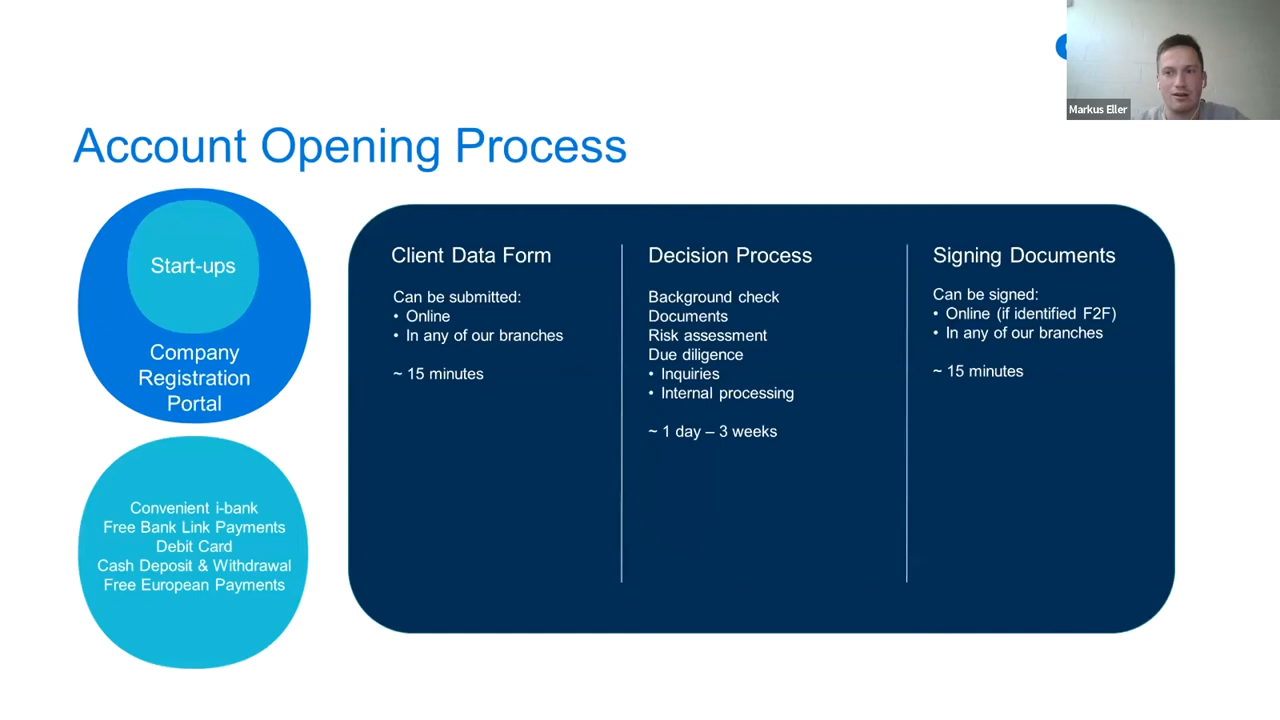 Markus Eller
Account Opening Process
Start-ups
Company
Registration
Portal
Convenient i-bank
Free Bank Link Payments
Debit Card
Cash Deposit & Withdrawal
Free European Payments
Client Data Form
Can be submitted:
• Online
• In any of our branches
~ 15 minutes
Decision Process
Background check
Documents
Risk assessment
Due diligence
• Inquiries
• Internal processing
~ 1 day – 3 weeks
Signing Documents
Can be signed:
• Online (if identified F2F)
• In any of our branches
~ 15 minutes